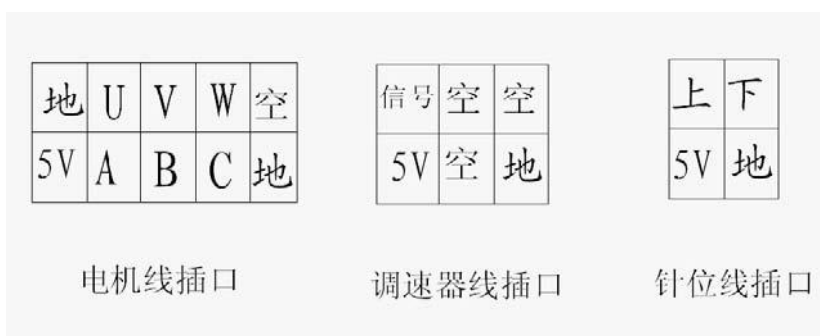 地 U V W 空
5V A B C 地
电机线插口
信号 空 空
5V 空 地
调速器线插口
上 下
5V 地
针位线插口